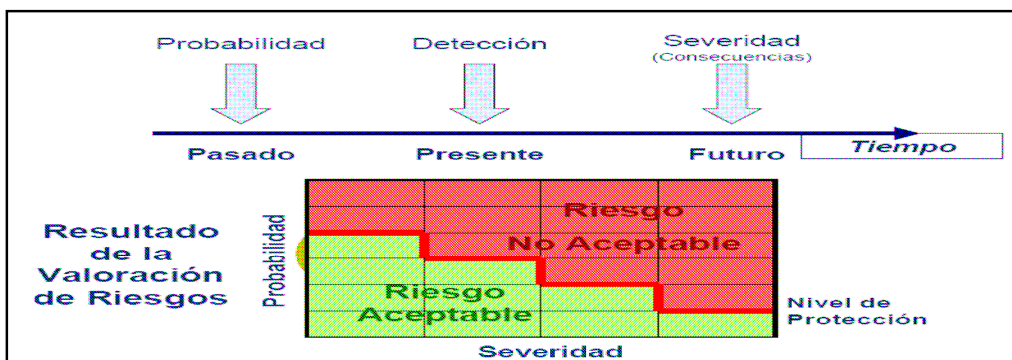 Probabilidad
Detección
Severidad
(Consecuencias)
Pasado
Presente
Futuro
Tiempo
Resultado
de la
Valoración
de Riesgos
Probabilidad
Riesgo
No Aceptable
Riesgo
Aceptable
Nivel de
Protección
Severidad